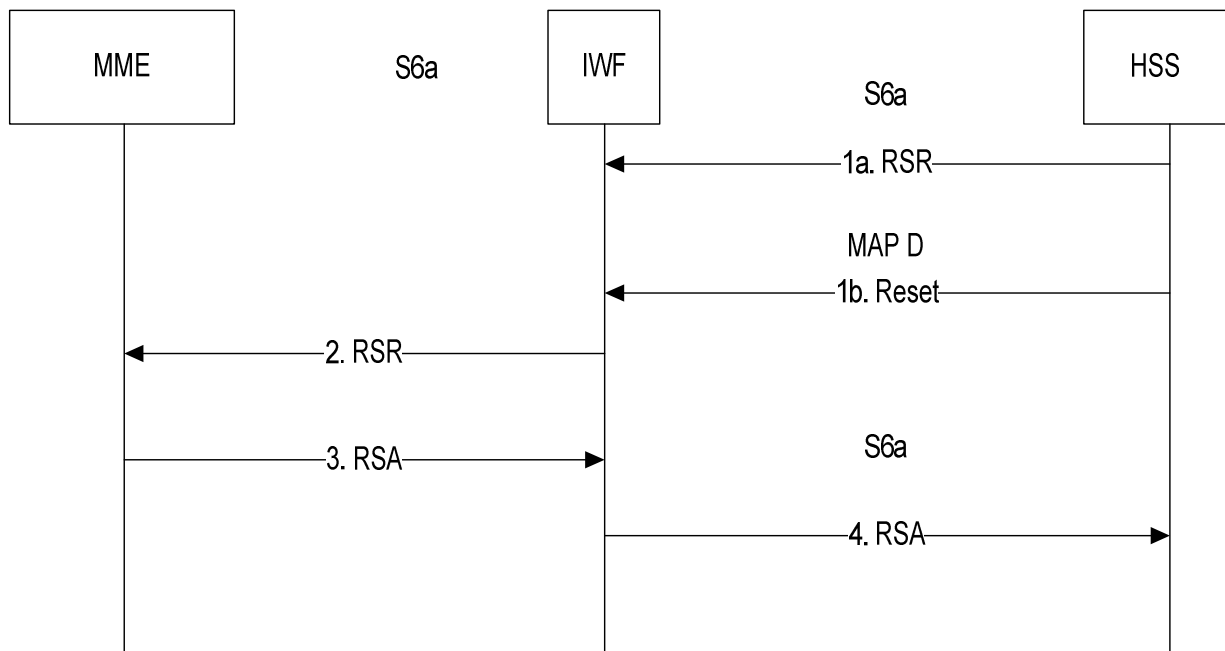 MME
S6a
IWF
HSS
S6a
1a. RSR
MAP D
1b. Reset
2. RSR
3. RSA
S6a
4. RSA